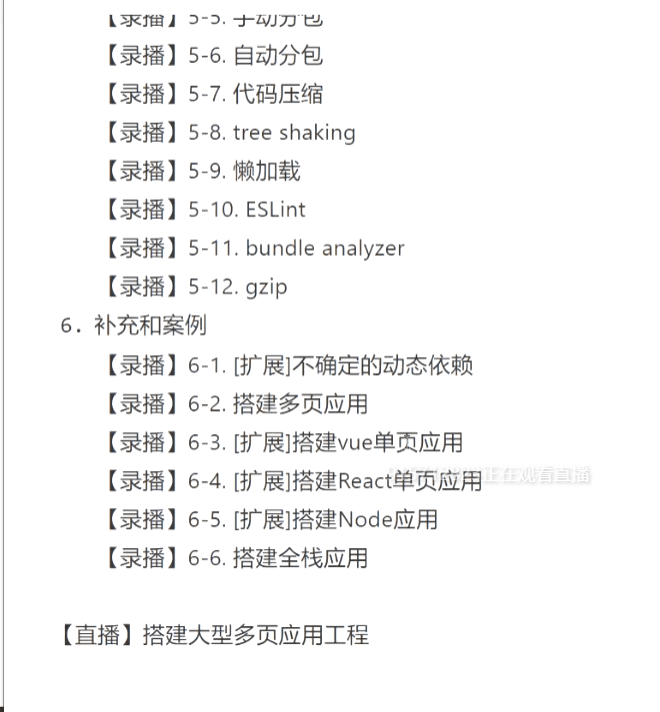 【录播】5-5. 手动分包
【录播】5-6. 自动分包
【录播】5-7. 代码压缩
【录播】5-8. tree shaking
【录播】5-9. 懒加载
【录播】5-10. ESLint
【录播】5-11. bundle analyzer
【录播】5-12. gzip
6. 补充和案例
【录播】6-1. [扩展]不确定的动态依赖
【录播】6-2. 搭建多页应用
【录播】6-3. [扩展]搭建vue单页应用
【录播】6-4. [扩展]搭建React单页应用
正在观看直播
【录播】6-5. [扩展]搭建Node应用
【录播】6-6. 搭建全栈应用
【直播】搭建大型多页应用工程